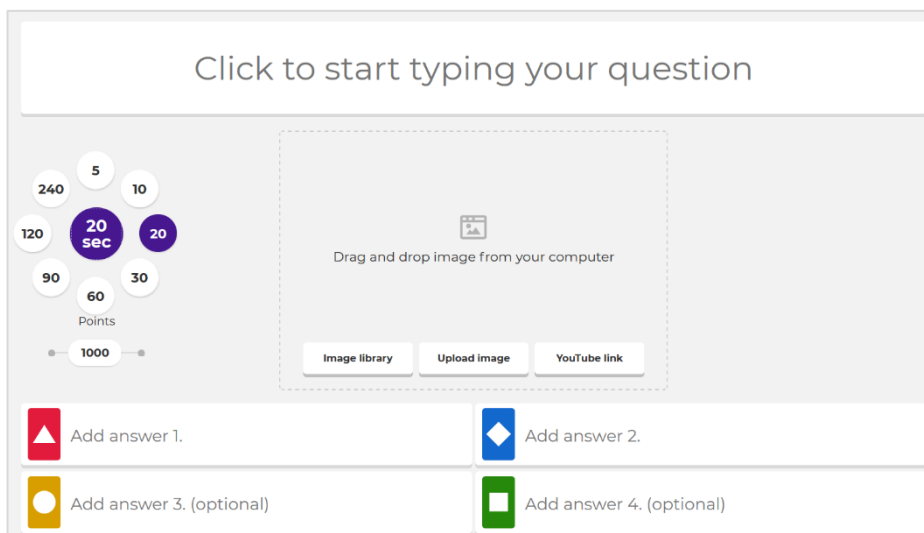 Click to start typing your question
5
240
10
120
20
sec
20
90
30
60
Points
1000
Drag and drop image from your computer
Image library
Upload image
YouTube link
Add answer 1.
Add answer 2.
Add answer 3. (optional)
Add answer 4. (optional)